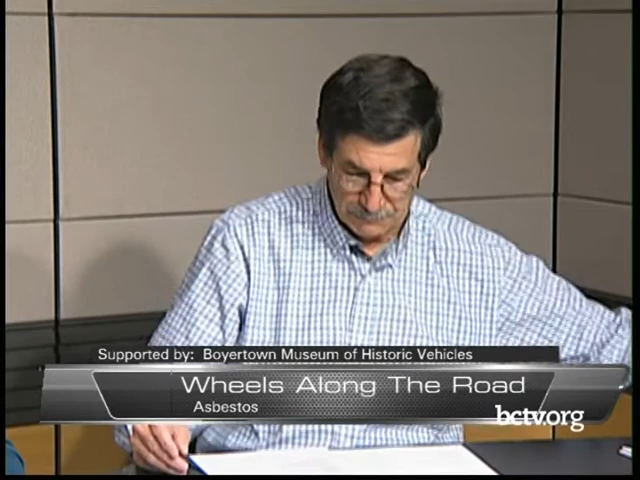 Supported by: Boyertown Museum of Historic Vehicles
Wheels Along The Road
Asbestos
bctv.org